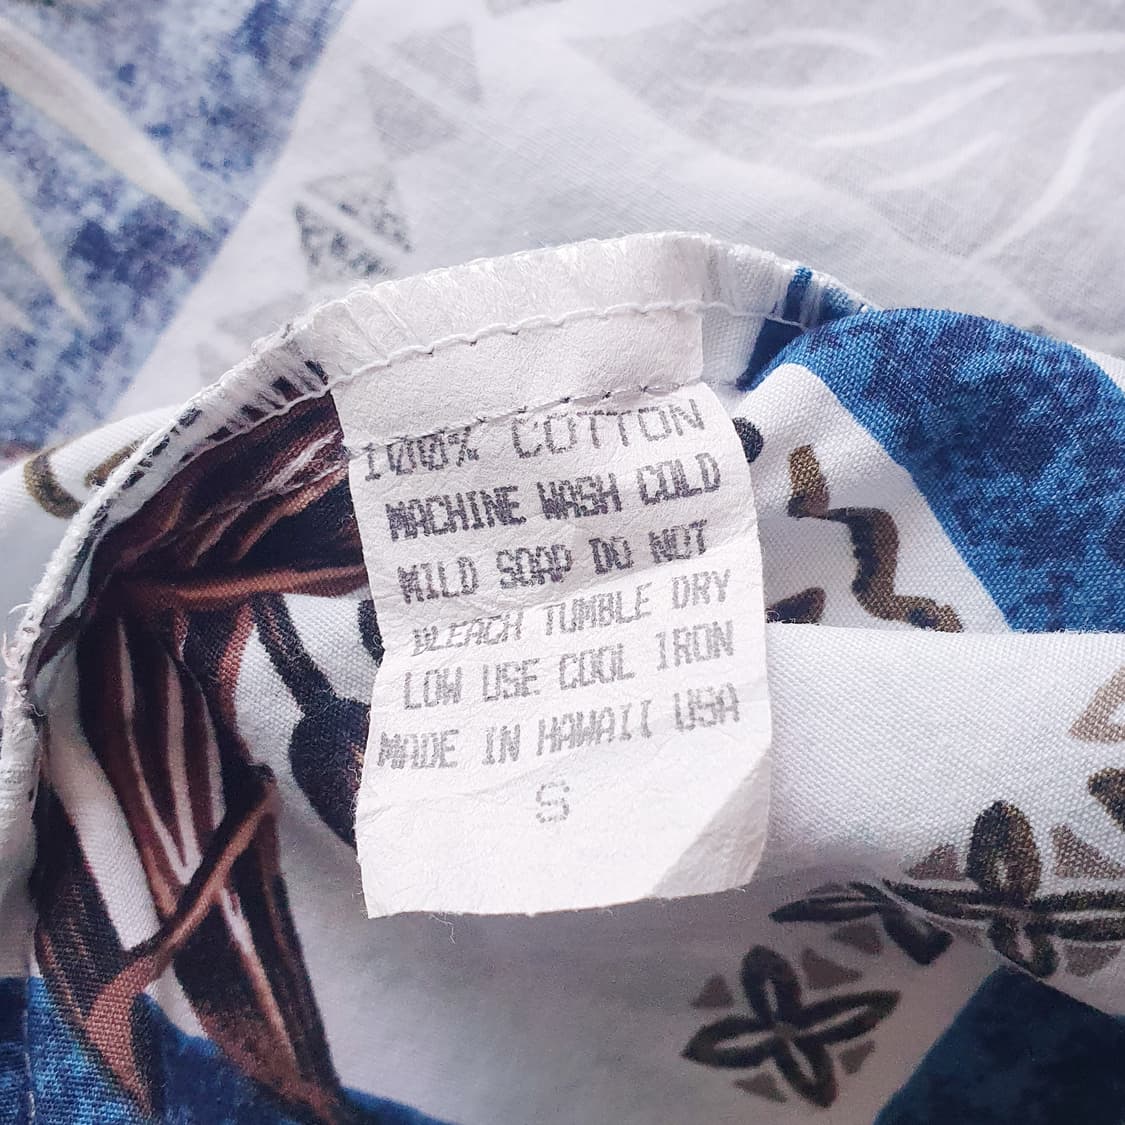 100% COTTON
MACHINE WASH COLD
MILD SOAP DO NOT
BLEACH TUMBLE DRY
LOW USE COOL IRON
MADE IN HAWAII USA
S